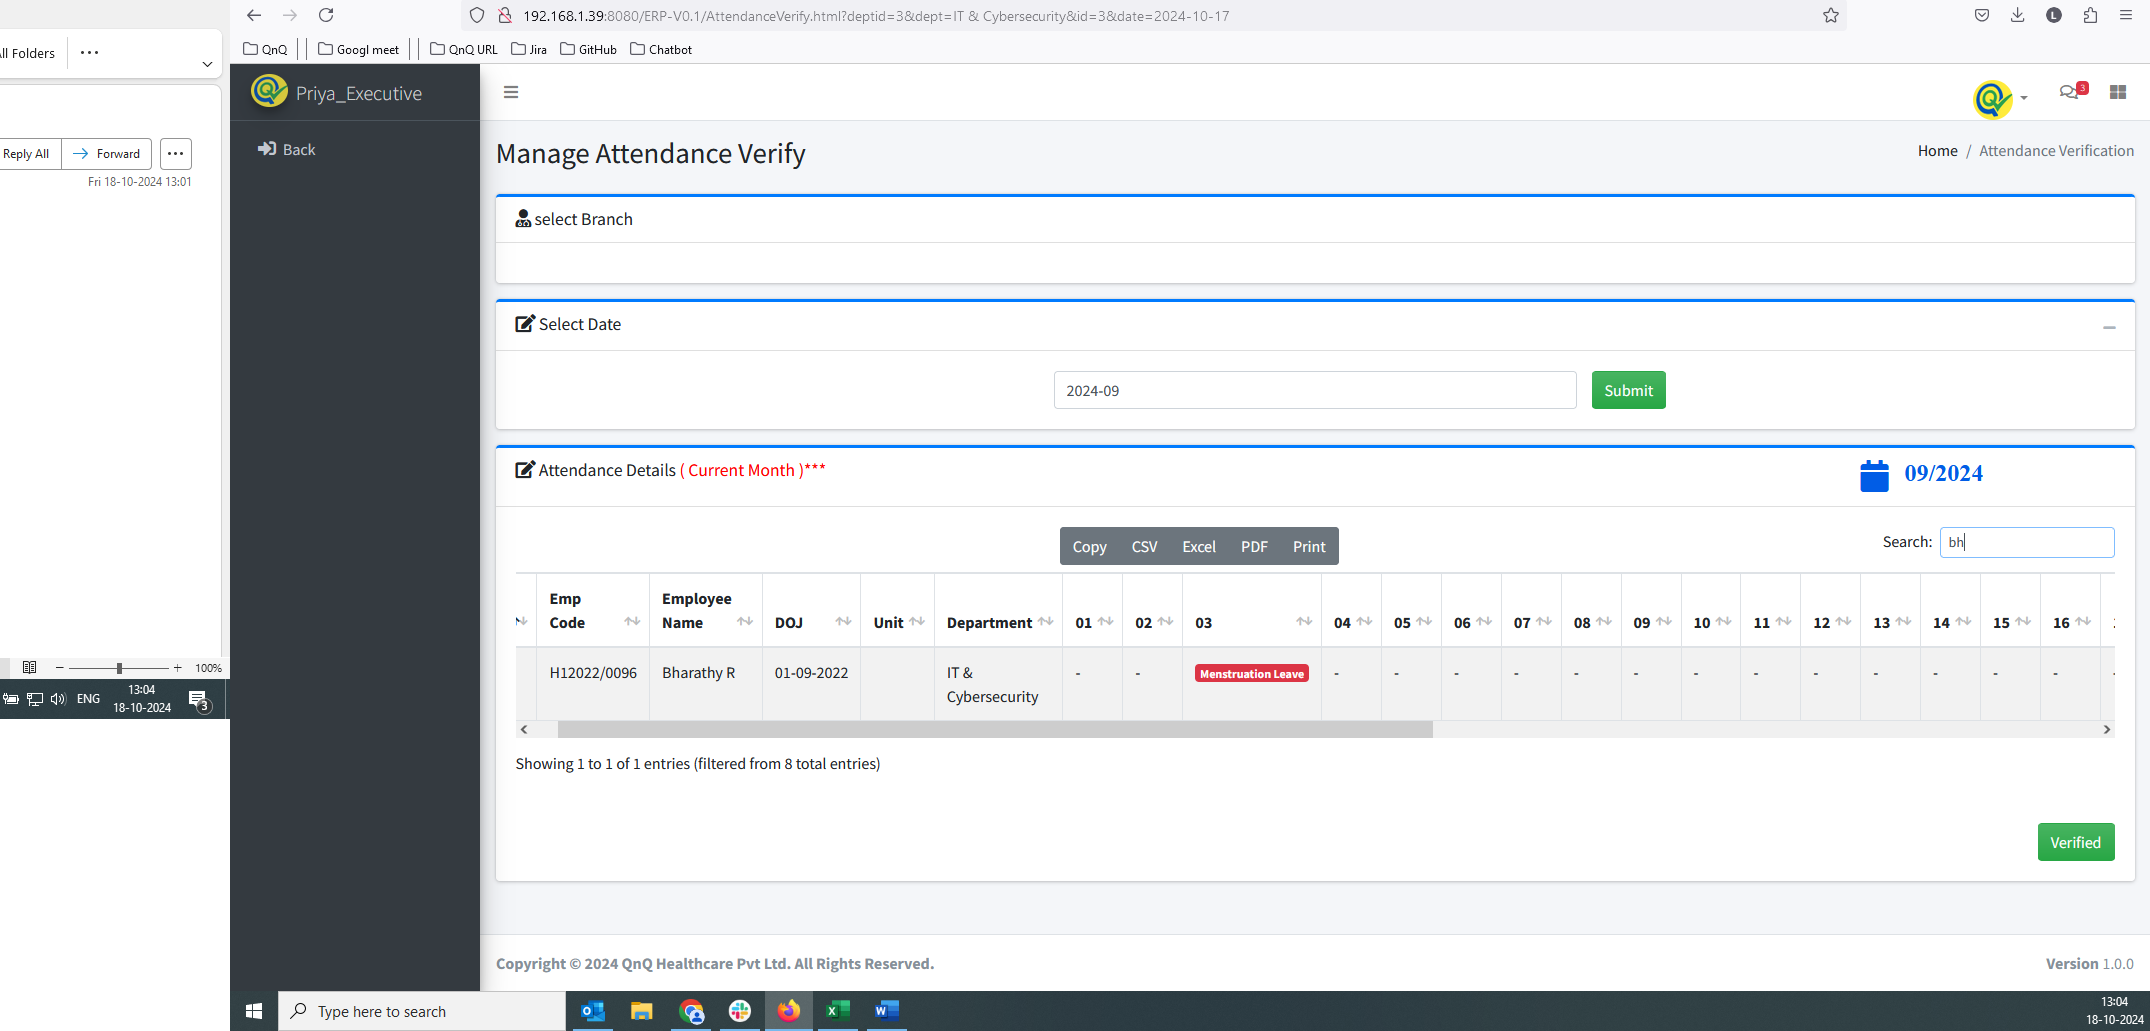 192.168.1.39:8080/ERP-V0.1/AttendanceVerify.html?deptid=3&dept=IT & Cybersecurity&id=3&date=2024-10-17
L
All Folders
QnQ
Googl meet
QnQ URL
Jira
GitHub
Chatbot
Priya_Executive
3
Back
Reply All
Forward
Fri 18-10-2024 13:01
Manage Attendance Verify
Home / Attendance Verification
select Branch
Select Date
2024-09
Submit
Attendance Details ( Current Month )***
09/2024
Copy CSV Excel PDF Print
Search: bh
Emp Code
Employee Name
DOJ
Unit
Department
01 02 03 04 05 06 07 08 09 10 11 12 13 14 15 16
H12022/0096
Bharathy R
01-09-2022
IT &
Cybersecurity
- - Menstruation Leave - - - - - - - - - - - - -
Showing 1 to 1 of 1 entries (filtered from 8 total entries)
Verified
100%
ENG
13:04
18-10-2024
3
Copyright © 2024 QnQ Healthcare Pvt Ltd. All Rights Reserved.
Version 1.0.0
Type here to search
13:04
18-10-2024